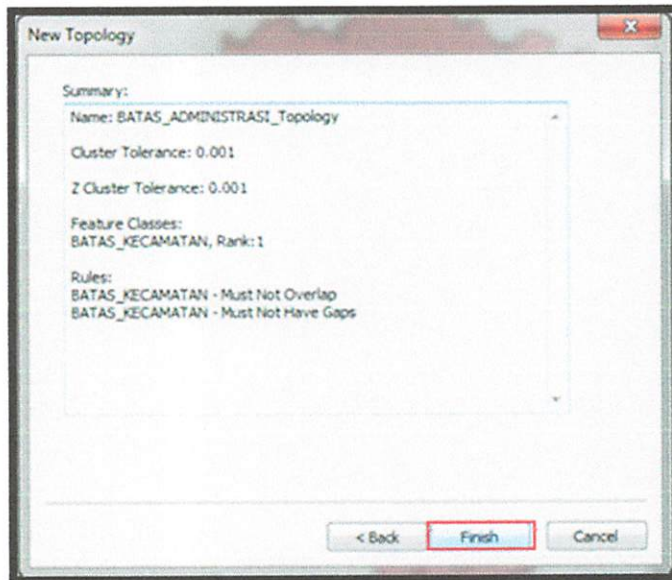 New Topology
Summary:
Name: BATAS_ADMINISTRASI_Topology
Cluster Tolerance: 0.001
Z Cluster Tolerance: 0.001
Feature Classes:
BATAS_KECAMATAN, Rank:1
Rules:
BATAS_KECAMATAN - Must Not Overlap
BATAS_KECAMATAN - Must Not Have Gaps
< Back
Finish
Cancel